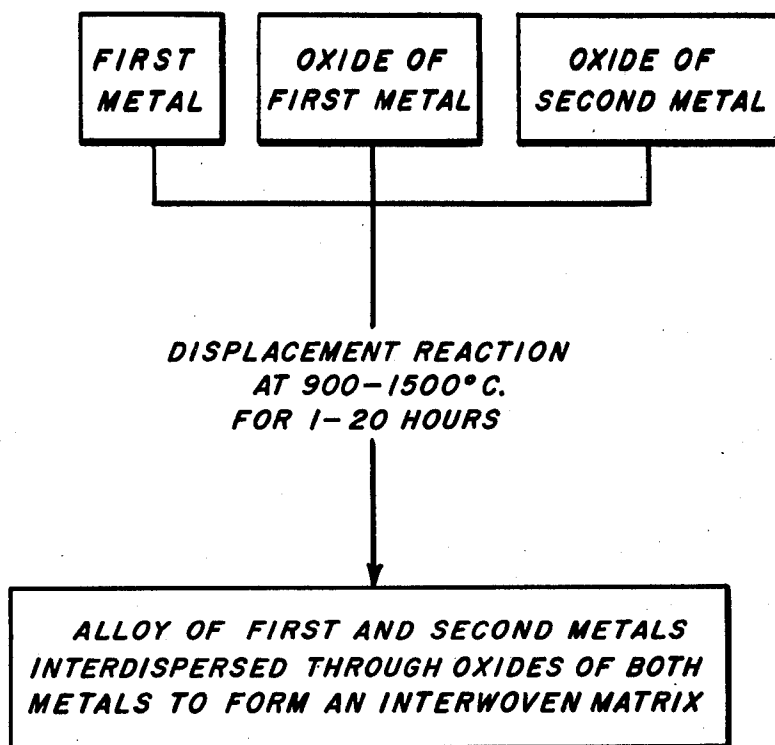 FIRST
METAL
OXIDE OF
FIRST METAL
OXIDE OF
SECOND METAL
DISPLACEMENT REACTION
AT 900-1500°C.
FOR 1-20 HOURS
ALLOY OF FIRST AND SECOND METALS
INTERDISPERSED THROUGH OXIDES OF BOTH
METALS TO FORM AN INTERWOVEN MATRIX